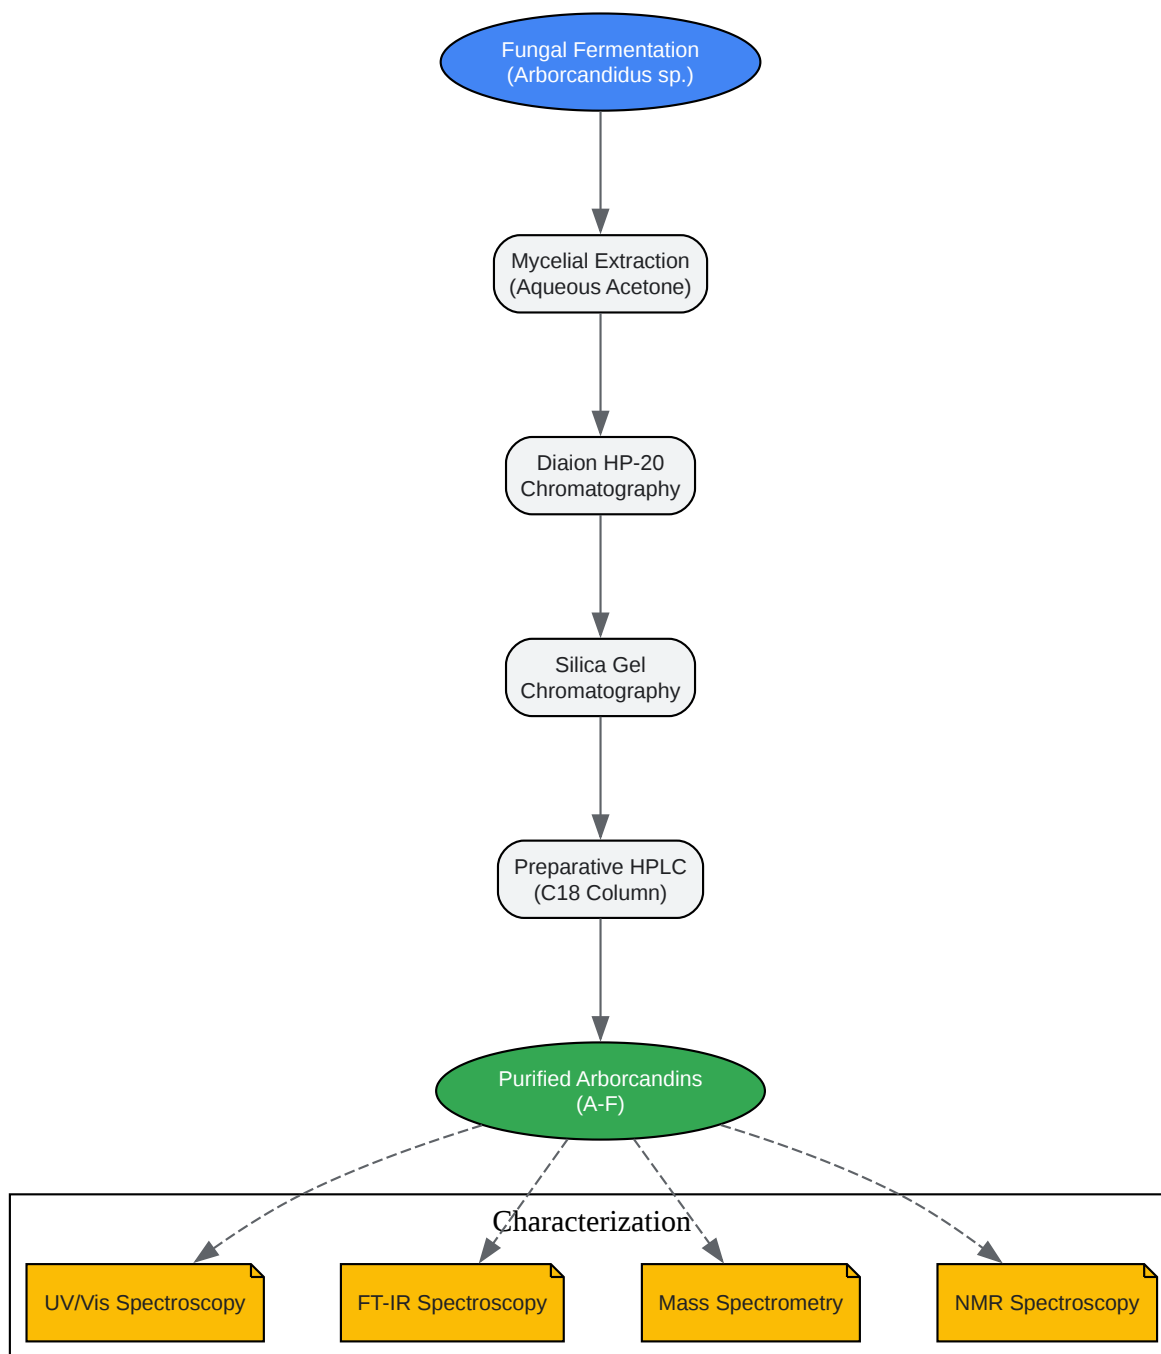 Fungal Fermentation
(Arborcandidus sp.)
Mycelial Extraction
(Aqueous Acetone)
Diaion HP-20
Chromatography
Silica Gel
Chromatography
Preparative HPLC
(C18 Column)
Purified Arborcandins
(A-F)
Characterization
UV/Vis Spectroscopy
FT-IR Spectroscopy
Mass Spectrometry
NMR Spectroscopy